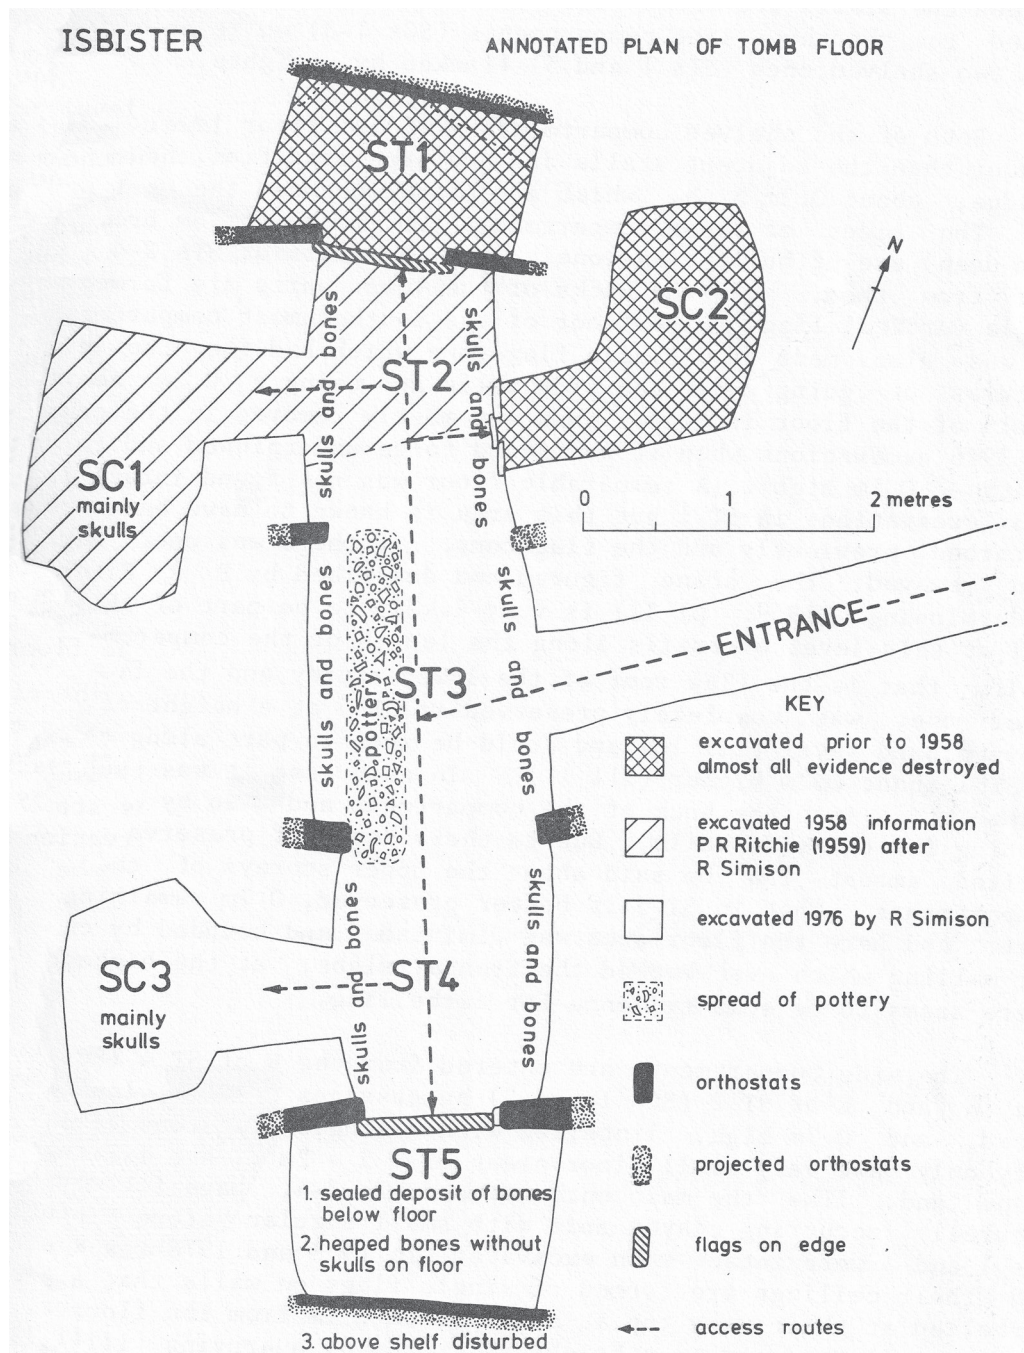 ISBISTER
ANNOTATED PLAN OF TOMB FLOOR
ST1
N
SC2
skulls and bones
skulls and bones
ST2
SC1
mainly
skulls
0 1 2 metres
skulls and bones
skulls and bones
pottery
ST3
ENTRANCE
KEY
excavated prior to 1958
almost all evidence destroyed
excavated 1958 information
P R Ritchie (1959) after
R Simison
excavated 1976 by R Simison
spread of pottery
orthostats
projected orthostats
flags on edge
access routes
skulls and bones
skulls and bones
SC3
mainly
skulls
ST4
ST5
1. sealed deposit of bones
below floor
2. heaped bones without
skulls on floor
3. above shelf disturbed